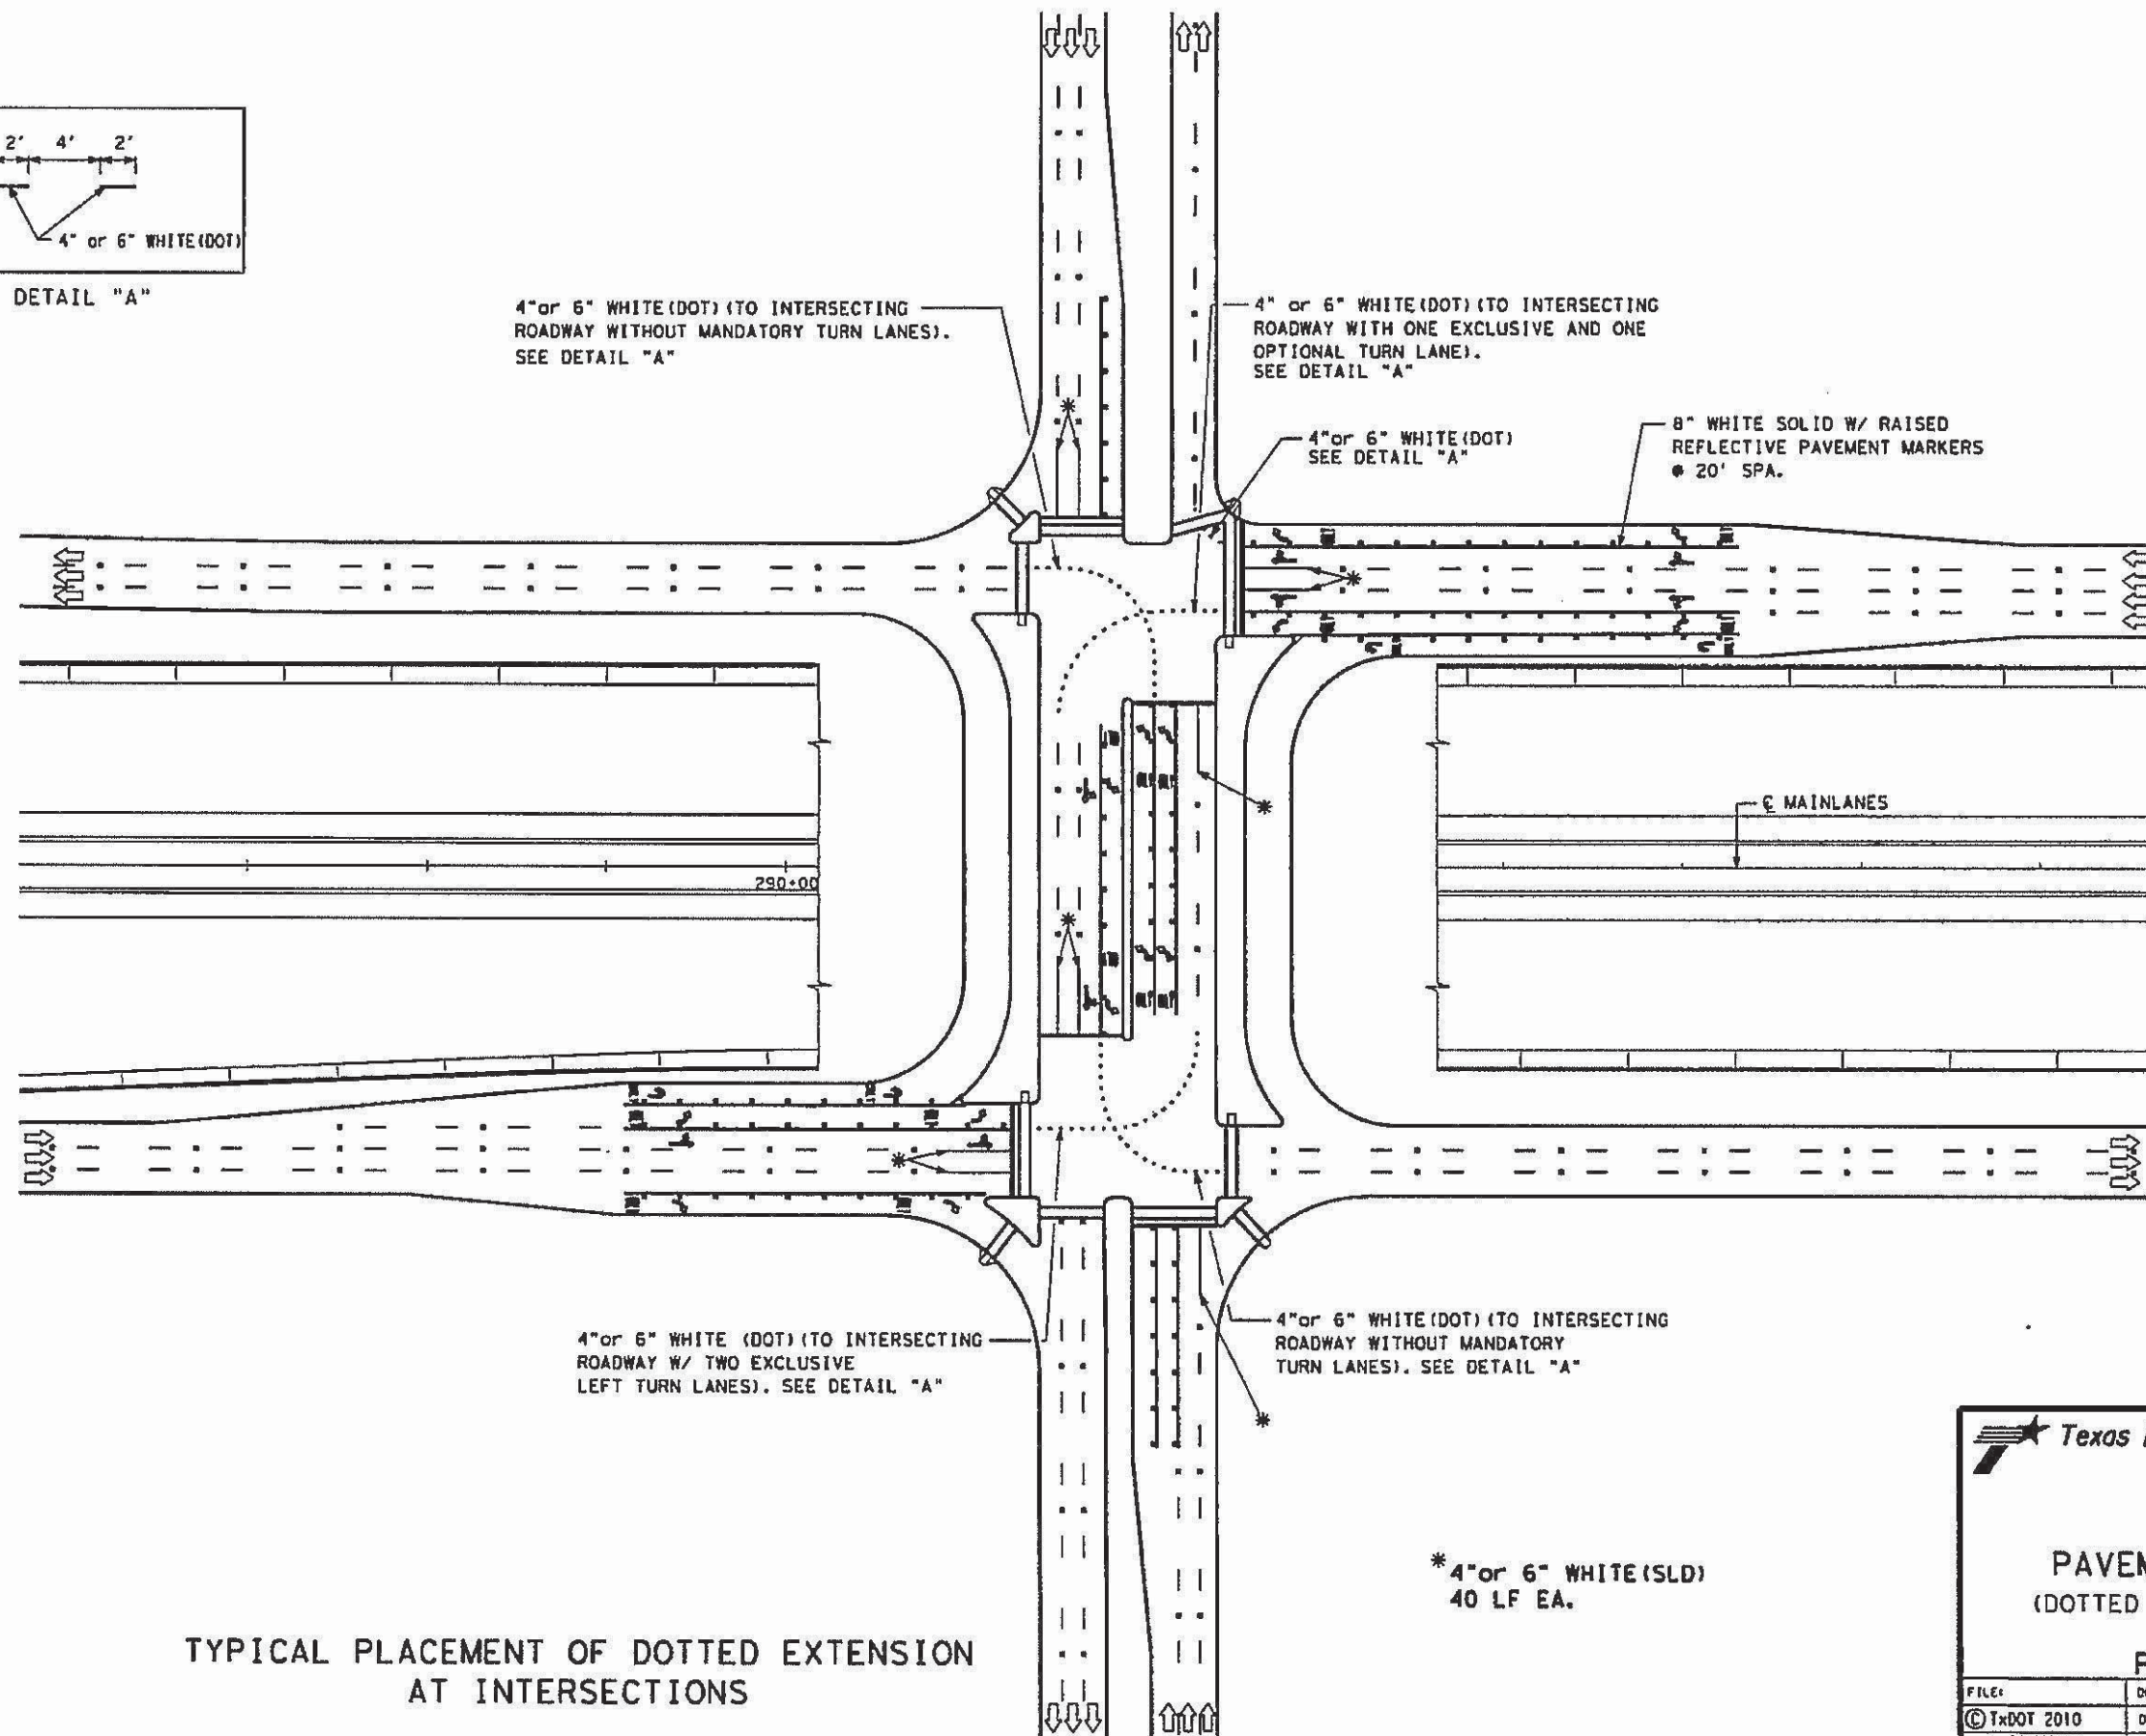 2' 4' 2'
4" or 6" WHITE(DOT)
DETAIL "A"
4"or 6" WHITE(DOT) (TO INTERSECTING
ROADWAY WITHOUT MANDATORY TURN LANES).
SEE DETAIL "A"
4" or 6" WHITE(DOT) (TO INTERSECTING
ROADWAY WITH ONE EXCLUSIVE AND ONE
OPTIONAL TURN LANE).
SEE DETAIL "A"
4"or 6" WHITE(DOT)
SEE DETAIL "A"
8" WHITE SOLID W/ RAISED
REFLECTIVE PAVEMENT MARKERS
@ 20' SPA.
℄ MAINLANES
290+00
4"or 6" WHITE (DOT) (TO INTERSECTING
ROADWAY W/ TWO EXCLUSIVE
LEFT TURN LANES). SEE DETAIL "A"
4"or 6" WHITE(DOT) (TO INTERSECTING
ROADWAY WITHOUT MANDATORY
TURN LANES). SEE DETAIL "A"
*4"or 6" WHITE(SLD)
40 LF EA.
TYPICAL PLACEMENT OF DOTTED EXTENSION
AT INTERSECTIONS
Texas
PAVEM
(DOTTED
FILE:
© TxDOT 2010